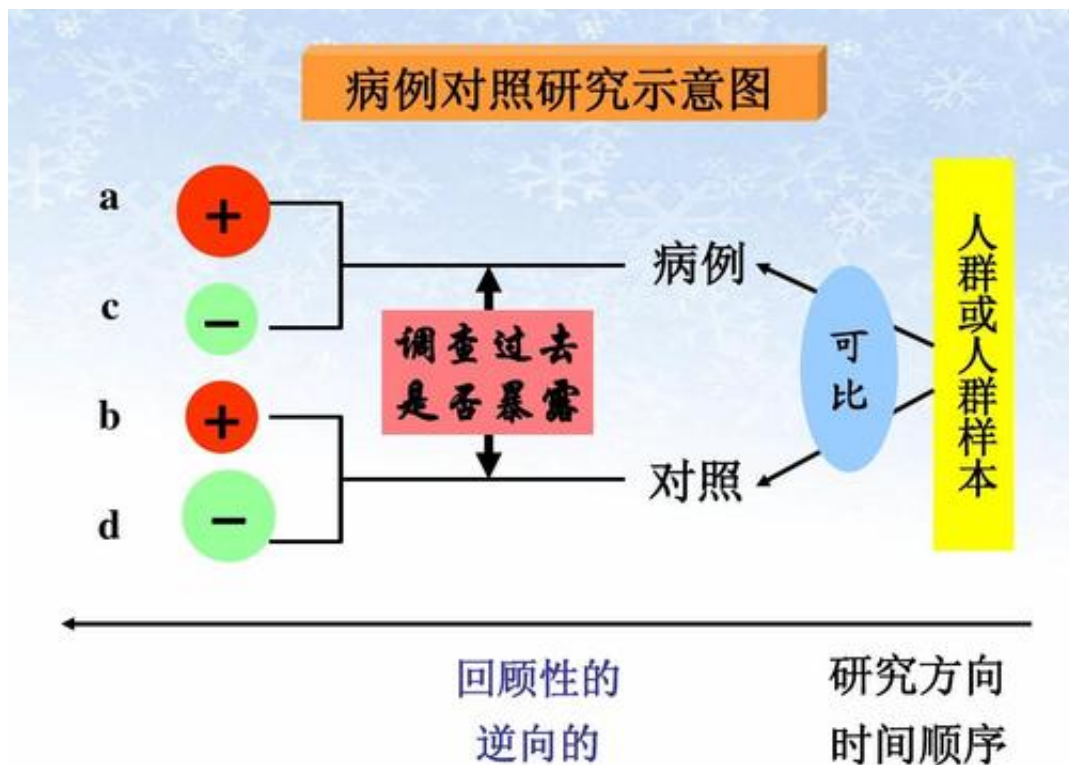 病例对照研究示意图
a
+
c
−
b
+
d
−
病例
对照
调查过去
是否暴露
可比
人群或人群样本
回顾性的
逆向的
研究方向
时间顺序